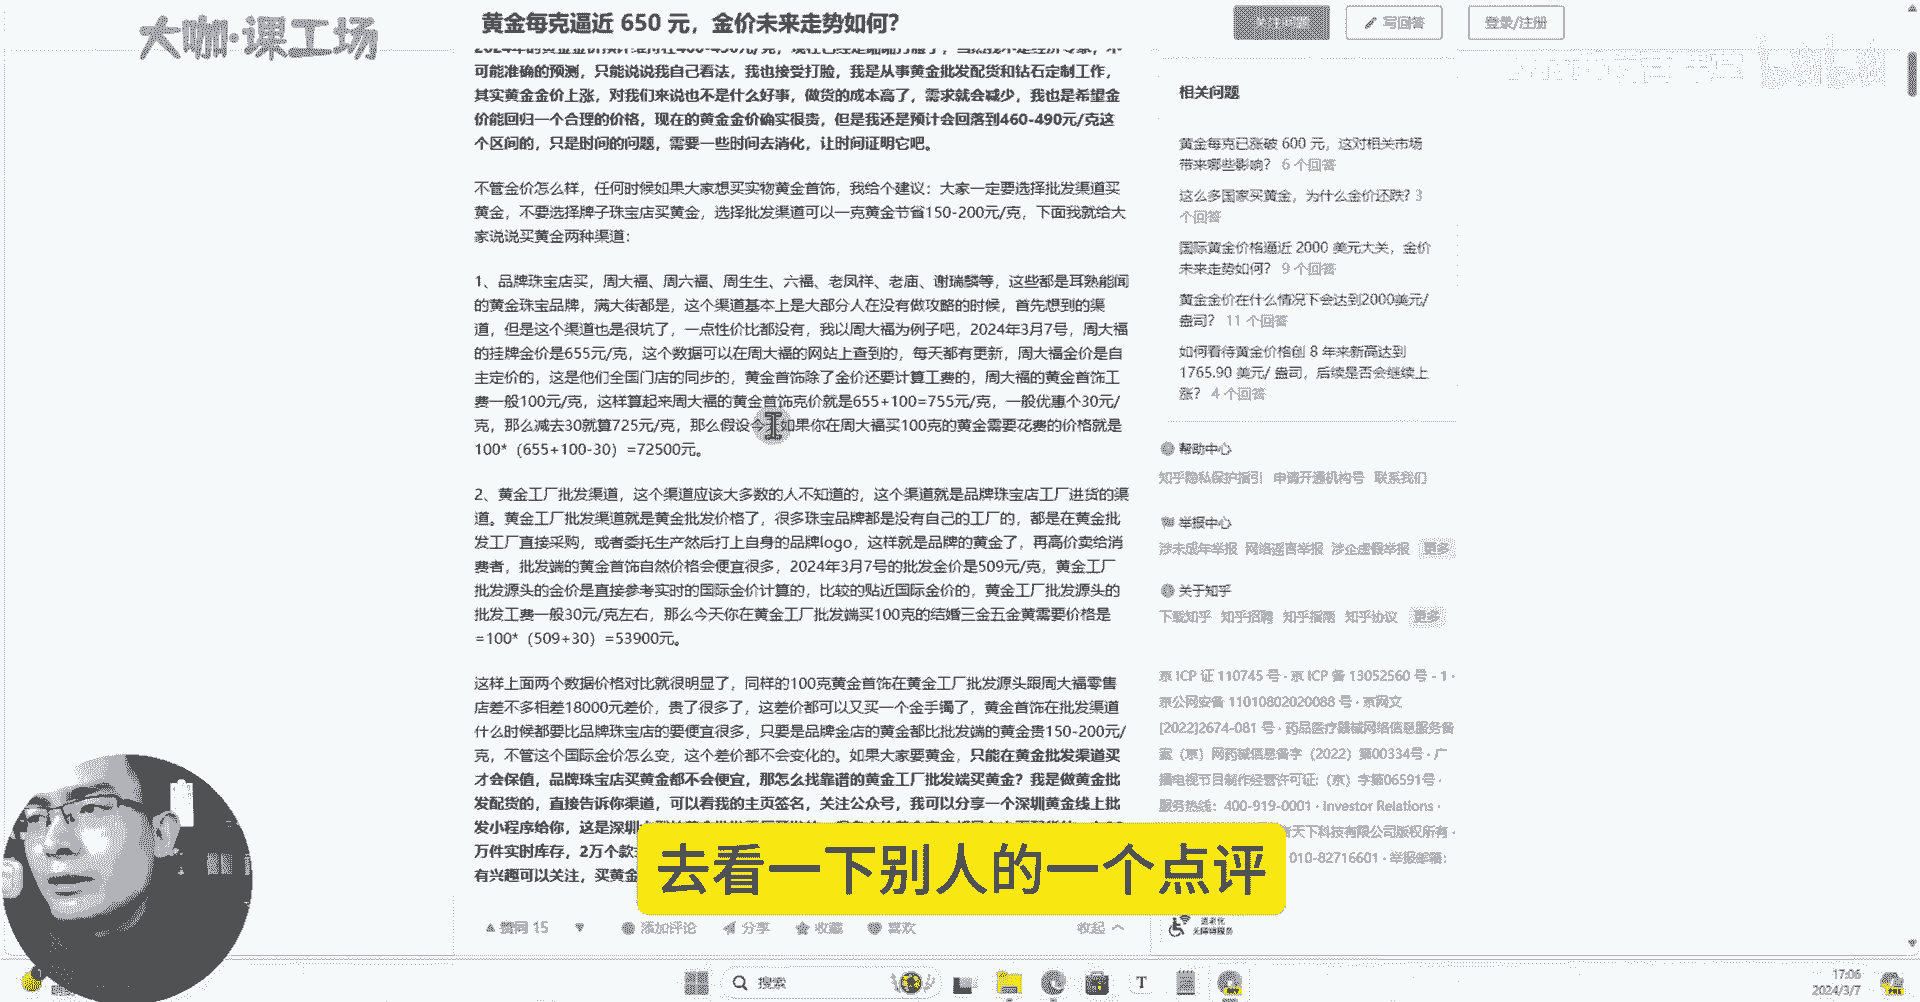 大咖·课工场
黄金每克逼近 650 元，金价未来走势如何？
写回答
登录/注册
可能准确的预测，只能说说我自己看法，我也接受打脸，我是从事黄金批发配货和钻石定制工作，
其实黄金金价上涨，对我们来说也不是什么好事，做货的成本高了，需求就会减少，我也是希望金
价能回归一个合理的价格，现在的黄金金价确实很贵，但是我还是预计会回落到460-490元/克这
个区间的，只是时间的问题，需要一些时间去消化，让时间证明它吧。
不管金价怎么样，任何时候如果大家想买实物黄金首饰，我给个建议：大家一定要选择批发渠道买
黄金，不要选择牌子珠宝店买黄金，选择批发渠道可以一克黄金节省150-200元/克，下面我就给大
家说说买黄金两种渠道：
1、品牌珠宝店买，周大福、周六福、周生生、六福、老凤祥、老庙、谢瑞麟等，这些都是耳熟能闻
的黄金珠宝品牌，满大街都是，这个渠道基本上是大部分人在没有做攻略的时候，首先想到的渠
道，但是这个渠道也是很坑了，一点性价比都没有，我以周大福为例子吧，2024年3月7号，周大福
的挂牌金价是655元/克，这个数据可以在周大福的网站上查到的，每天都有更新，周大福金价是自
主定价的，这是他们全国门店的同步的，黄金首饰除了金价还要计算工费的，周大福的黄金首饰工
费一般100元/克，这样算起来周大福的黄金首饰克价就是655+100=755元/克，一般优惠个30元/
克，那么减去30就算725元/克，那么假设今如果你在周大福买100克的黄金需要花费的价格就是
100*（655+100-30）=72500元。
2、黄金工厂批发渠道，这个渠道应该大多数的人不知道的，这个渠道就是品牌珠宝店工厂进货的渠
道。黄金工厂批发渠道就是黄金批发价格了，很多珠宝品牌都是没有自己的工厂的，都是在黄金批
发工厂直接采购，或者委托生产然后打上自身的品牌logo，这样就是品牌的黄金了，再高价卖给消
费者，批发端的黄金首饰自然价格会便宜很多，2024年3月7号的批发金价是509元/克，黄金工厂
批发源头的金价是直接参考实时的国际金价计算的，比较的贴近国际金价的，黄金工厂批发源头的
批发工费一般30元/克左右，那么今天你在黄金工厂批发端买100克的结婚三金五金黄需要价格是
=100*（509+30）=53900元。
这样上面两个数据价格对比就很明显了，同样的100克黄金首饰在黄金工厂批发源头跟周大福零售
店差不多相差18000元差价，贵了很多了，这差价都可以又买一个金手镯了，黄金首饰在批发渠道
什么时候都要比品牌珠宝店的要便宜很多，只要是品牌金店的黄金都比批发端的黄金贵150-200元/
克，不管这个国际金价怎么变，这个差价都不会变化的。如果大家要黄金，只能在黄金批发渠道买
才会保值，品牌珠宝店买黄金都不会便宜，那怎么找靠谱的黄金工厂批发端买黄金？我是做黄金批
发配货的，直接告诉你渠道，可以看我的主页签名，关注公众号，我可以分享一个深圳黄金线上批
发小程序给你，这是深圳
万件实时库存，2万个款
有兴趣可以关注，买黄金
赞同 15
添加评论
分享
收藏
喜欢
收起
相关问题
黄金每克已涨破 600 元，这对相关市场
带来哪些影响？ 6 个回答
这么多国家买黄金，为什么金价还跌? 3
个回答
国际黄金价格逼近 2000 美元大关，金价
未来走势如何？ 9 个回答
黄金金价在什么情况下会达到2000美元/
盎司？ 11 个回答
如何看待黄金价格创 8 年来新高达到
1765.90 美元/ 盎司，后续是否会继续上
涨？ 4 个回答
帮助中心
知乎隐私保护指引 申请开通机构号 联系我们
举报中心
涉未成年举报 网络谣言举报 涉企虚假举报 更多
关于知乎
下载知乎 知乎招聘 知乎指南 知乎协议 更多
京 ICP 证 110745 号 · 京 ICP 备 13052560 号 - 1 ·
京公网安备 11010802020088 号 · 京网文
[2022]2674-081 号 · 药品医疗器械网络信息服务备
案（京）网药械信息备字（2022）第00334号 · 广
播电视节目制作经营许可证:（京）字第06591号 ·
服务热线：400-919-0001 · Investor Relations ·
者天下科技有限公司版权所有 ·
010-82716601 · 举报邮箱：
去看一下别人的一个点评
搜索
17:06
2024/3/7